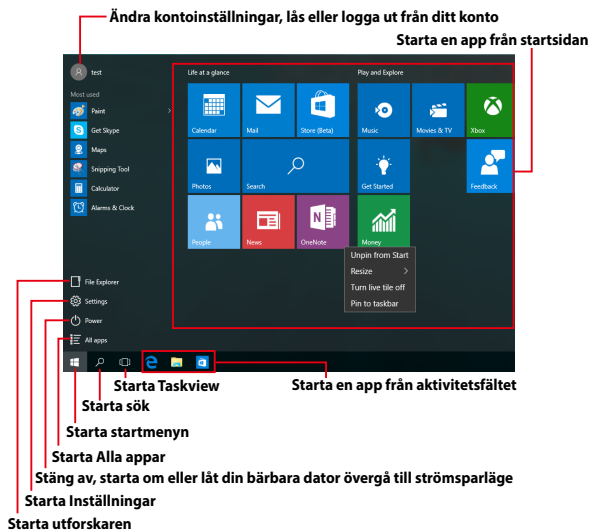 Ändra kontoinställningar, lås eller logga ut från ditt konto
Starta en app från startsidan
test
Life at a glance
Play and Explore
Most used
Paint
Get Skype
Maps
Snipping Tool
Calculator
Alarms & Clock
Calendar
Mail
Store (Beta)
Music
Movies & TV
Xbox
Photos
Search
Get Started
Feedback
People
News
OneNote
Money
Unpin from Start
Resize
Turn live tile off
Pin to taskbar
File Explorer
Settings
Power
All apps
Starta Taskview
Starta en app från aktivitetsfältet
Starta sök
Starta startmenyn
Starta Alla appar
Stäng av, starta om eller låt din bärbara dator övergå till strömsparläge
Starta Inställningar
Starta utforskaren